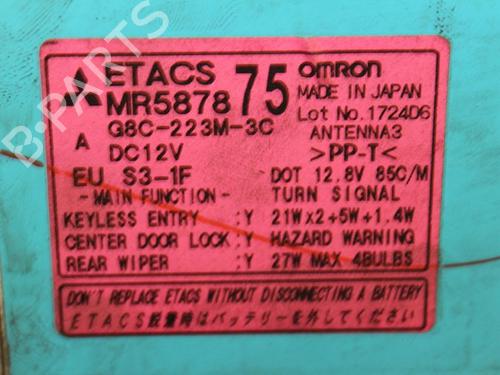 ETACS 75 omron
MR5878 MADE IN JAPAN
Lot No. 1724D6
A G8C-223M-3C ANTENNA3
DC12V >PP-T<
EU S3-1F DOT 12.8V 85C/M
-MAIN FUNCTION- TURN SIGNAL
KEYLESS ENTRY ;Y 21W×2+5W+1.4W
CENTER DOOR LOCK ;Y HAZARD WARNING
REAR WIPER ;Y 27W MAX 4BULBS
DON'T REPLACE ETACS WITHOUT DISCONNECTING A BATTERY
ETACS脱着時はバッテリーを外してください
B-PARTS